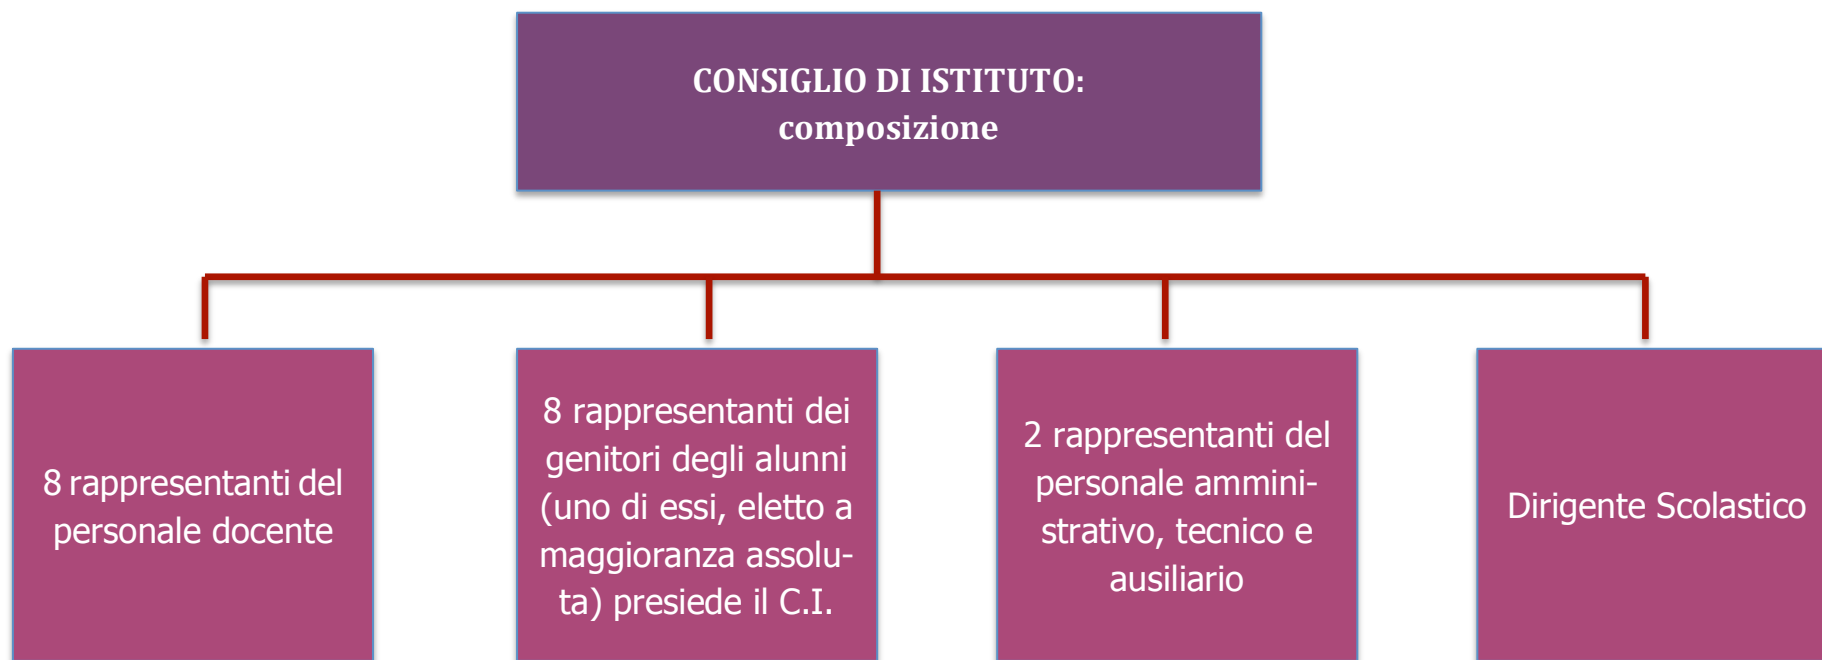 CONSIGLIO DI ISTITUTO:
composizione
8 rappresentanti del
personale docente
8 rappresentanti dei
genitori degli alunni
(uno di essi, eletto a
maggioranza assolu-
ta) presiede il C.I.
2 rappresentanti del
personale ammini-
strativo, tecnico e
ausiliario
Dirigente Scolastico